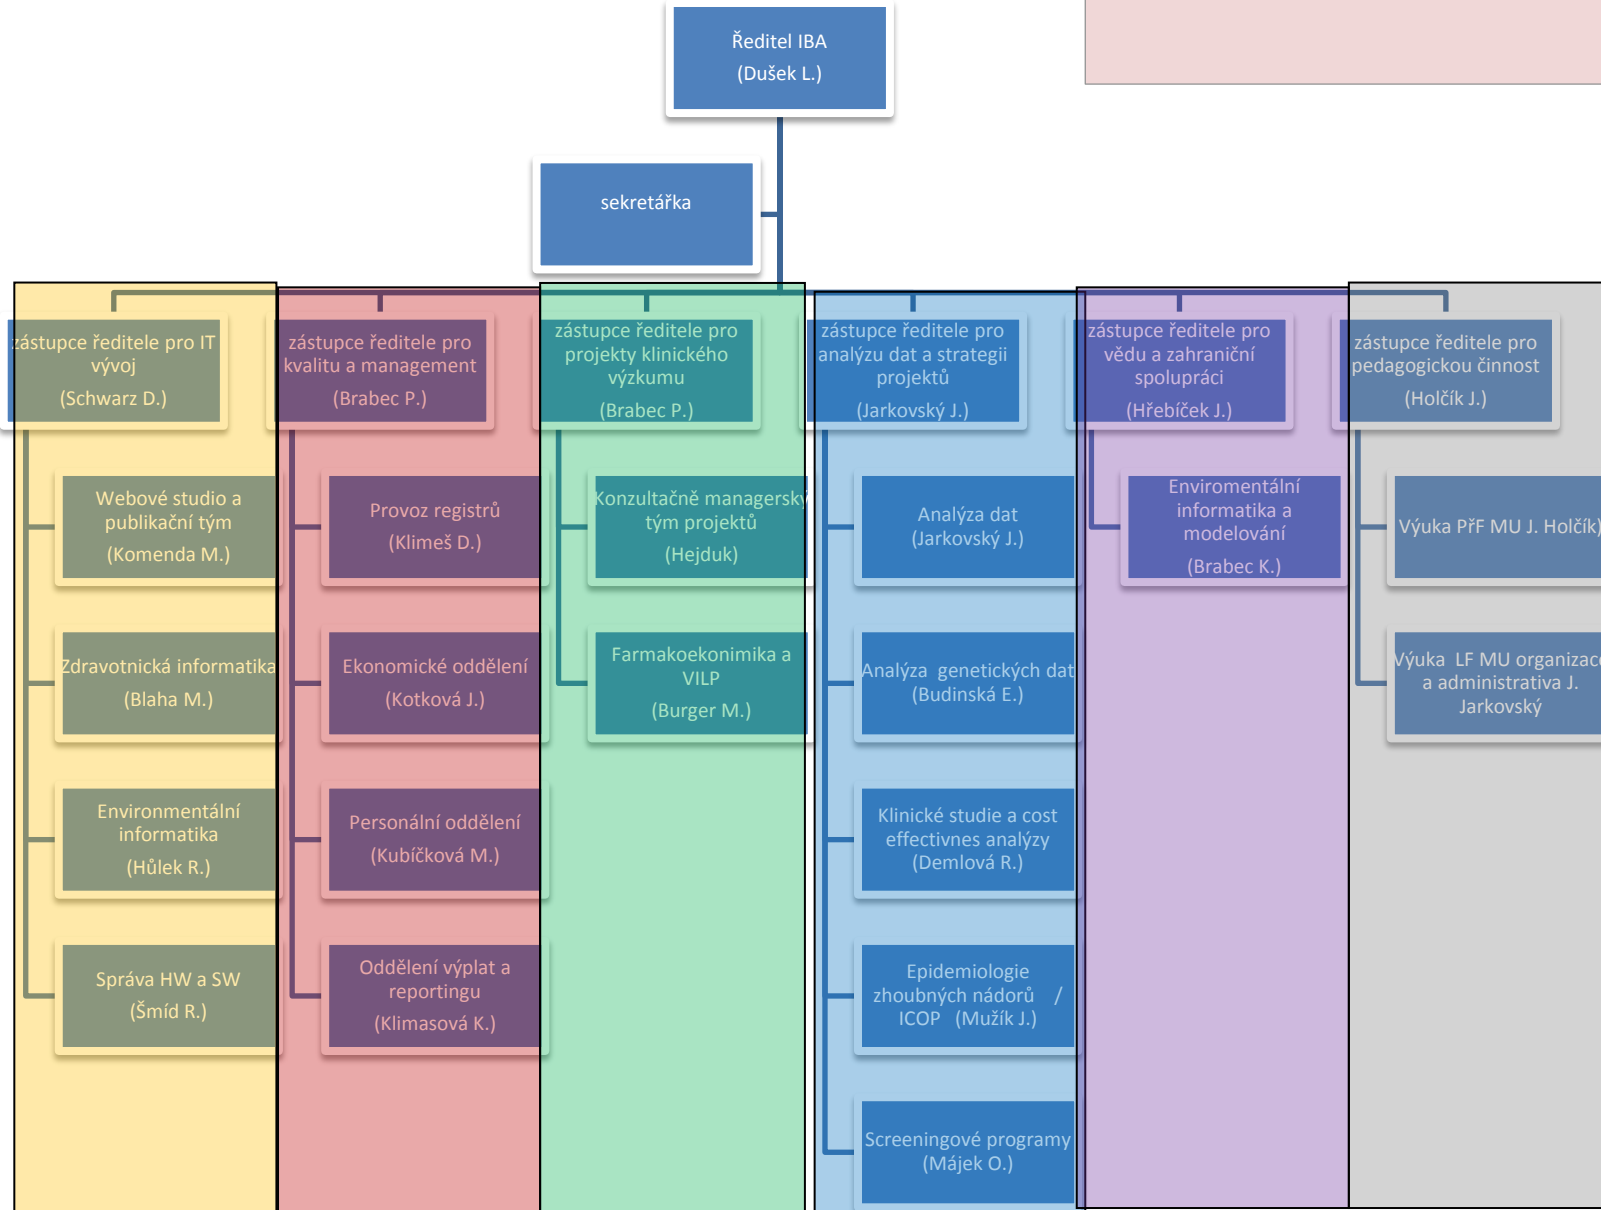 Ředitel IBA
(Dušek L.)
sekretářka
zástupce ředitele pro IT
vývoj
(Schwarz D.)
zástupce ředitele pro
kvalitu a management
(Brabec P.)
zástupce ředitele pro
projekty klinického
výzkumu
(Brabec P.)
zástupce ředitele pro
analýzu dat a strategii
projektů
(Jarkovský J.)
zástupce ředitele pro
vědu a zahraniční
spolupráci
(Hřebíček J.)
zástupce ředitele pro
pedagogickou činnost
(Holčík J.)
Webové studio a
publikační tým
(Komenda M.)
Provoz registrů
(Klimeš D.)
Konzultačně managerský
tým projektů
(Hejduk)
Analýza dat
(Jarkovský J.)
Enviromentální
informatika a
modelování
(Brabec K.)
Výuka PřF MU J. Holčík)
Zdravotnická informatika
(Blaha M.)
Ekonomické oddělení
(Kotková J.)
Farmakoekonimika a
VILP
(Burger M.)
Analýza  genetických dat
(Budinská E.)
Výuka  LF MU organizace
a administrativa J.
Jarkovský
Environmentální
informatika
(Hůlek R.)
Personální oddělení
(Kubíčková M.)
Klinické studie a cost
effectivnes analýzy
(Demlová R.)
Správa HW a SW
(Šmíd R.)
Oddělení výplat a
reportingu
(Klimasová K.)
Epidemiologie
zhoubných nádorů   /
ICOP   (Mužík J.)
Screeningové programy
(Májek O.)